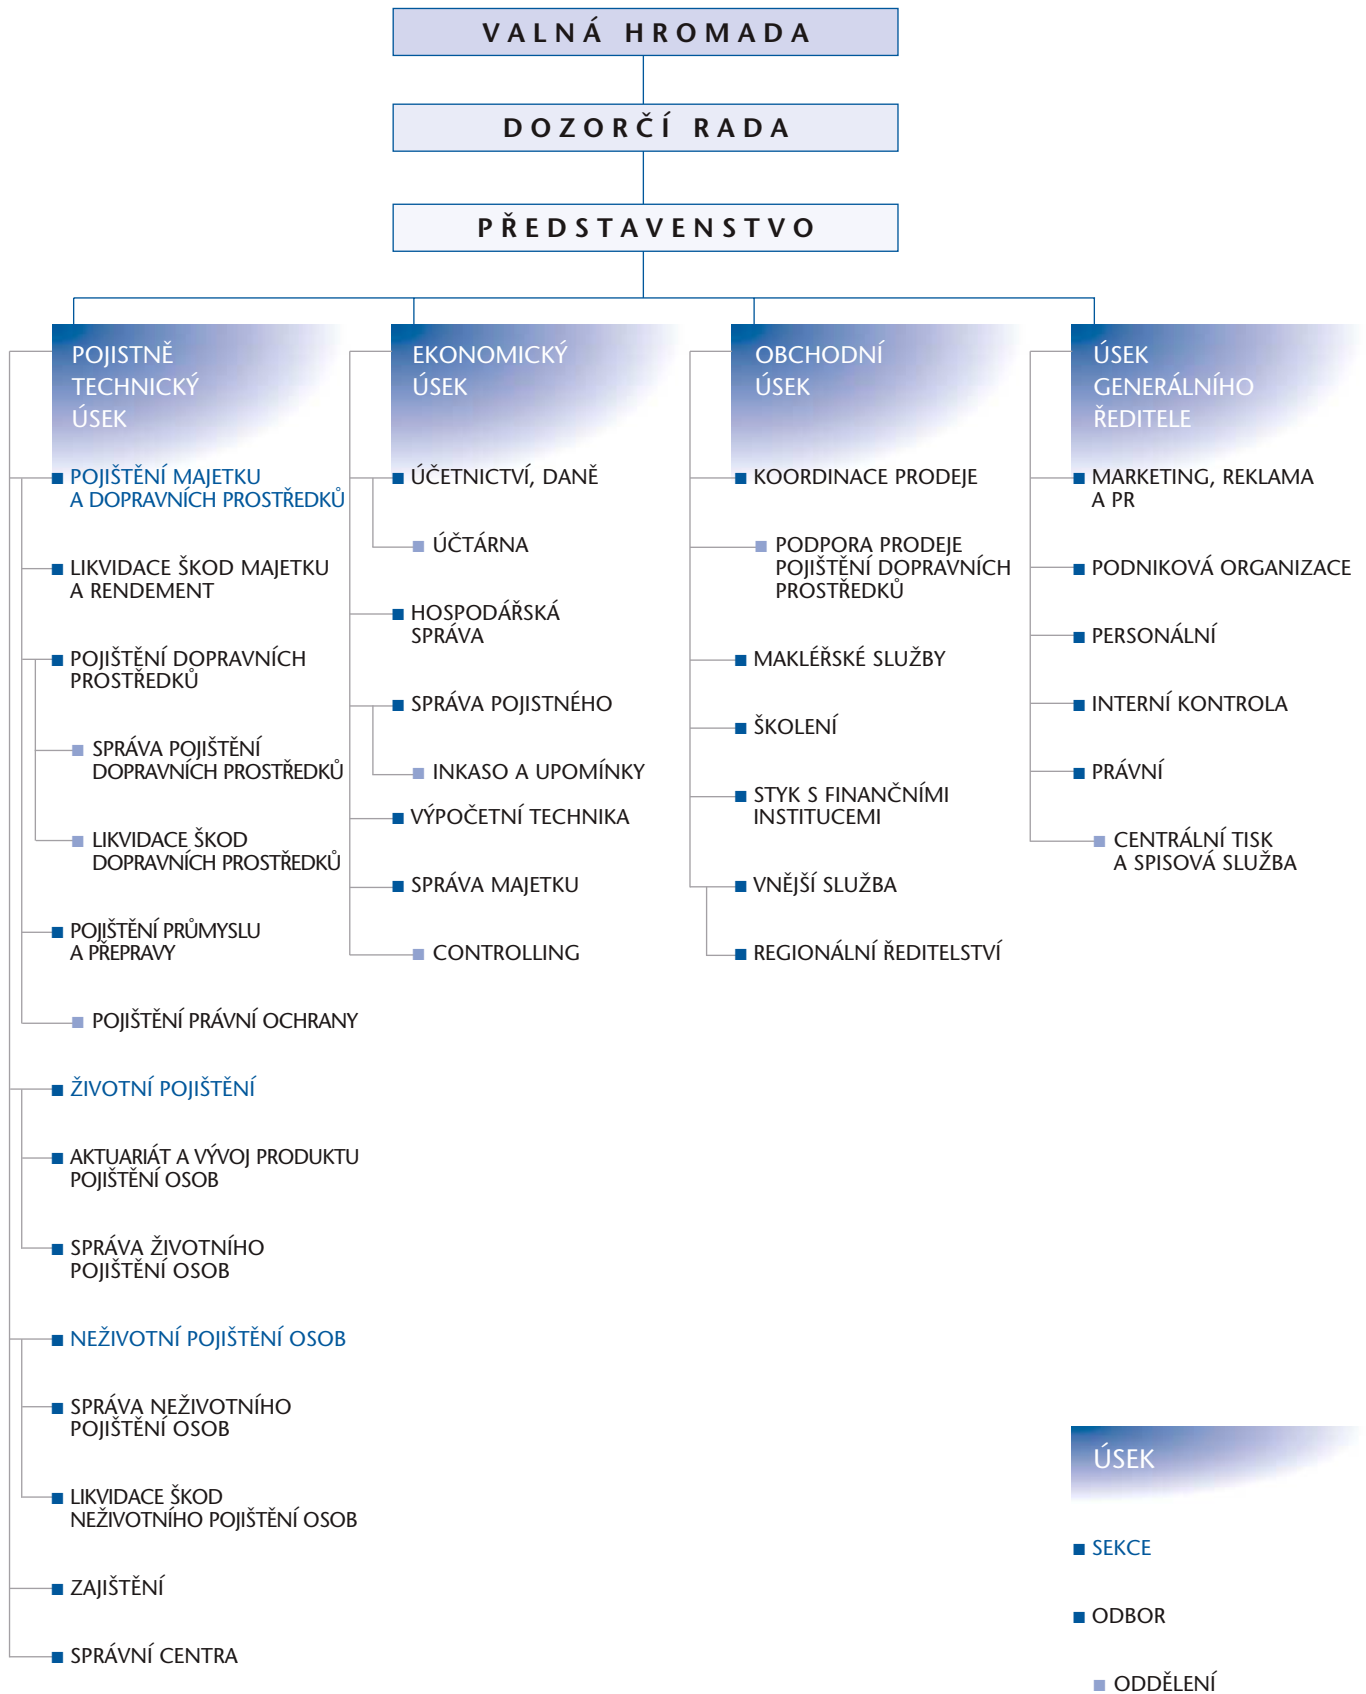 VALNÁ HROMADA
DOZORČÍ RADA
PŘEDSTAVENSTVO
POJISTNĚ
TECHNICKÝ
ÚSEK
POJIŠTĚNÍ MAJETKU
A DOPRAVNÍCH PROSTŘEDKŮ
LIKVIDACE ŠKOD MAJETKU
A RENDEMENT
POJIŠTĚNÍ DOPRAVNÍCH
PROSTŘEDKŮ
SPRÁVA POJIŠTĚNÍ
DOPRAVNÍCH PROSTŘEDKŮ
LIKVIDACE ŠKOD
DOPRAVNÍCH PROSTŘEDKŮ
POJIŠTĚNÍ PRŮMYSLU
A PŘEPRAVY
POJIŠTĚNÍ PRÁVNÍ OCHRANY
ŽIVOTNÍ POJIŠTĚNÍ
AKTUARIÁT A VÝVOJ PRODUKTU
POJIŠTĚNÍ OSOB
SPRÁVA ŽIVOTNÍHO
POJIŠTĚNÍ OSOB
NEŽIVOTNÍ POJIŠTĚNÍ OSOB
SPRÁVA NEŽIVOTNÍHO
POJIŠTĚNÍ OSOB
LIKVIDACE ŠKOD
NEŽIVOTNÍHO POJIŠTĚNÍ OSOB
ZAJIŠTĚNÍ
SPRÁVNÍ CENTRA
EKONOMICKÝ
ÚSEK
ÚČETNICTVÍ, DANĚ
ÚČTÁRNA
HOSPODÁŘSKÁ
SPRÁVA
SPRÁVA POJISTNÉHO
INKASO A UPOMÍNKY
VÝPOČETNÍ TECHNIKA
SPRÁVA MAJETKU
CONTROLLING
OBCHODNÍ
ÚSEK
KOORDINACE PRODEJE
PODPORA PRODEJE
POJIŠTĚNÍ DOPRAVNÍCH
PROSTŘEDKŮ
MAKLÉŘSKÉ SLUŽBY
ŠKOLENÍ
STYK S FINANČNÍMI
INSTITUCEMI
VNĚJŠÍ SLUŽBA
REGIONÁLNÍ ŘEDITELSTVÍ
ÚSEK
GENERÁLNÍHO
ŘEDITELE
MARKETING, REKLAMA
A PR
PODNIKOVÁ ORGANIZACE
PERSONÁLNÍ
INTERNÍ KONTROLA
PRÁVNÍ
CENTRÁLNÍ TISK
A SPISOVÁ SLUŽBA
ÚSEK
SEKCE
ODBOR
ODDĚLENÍ